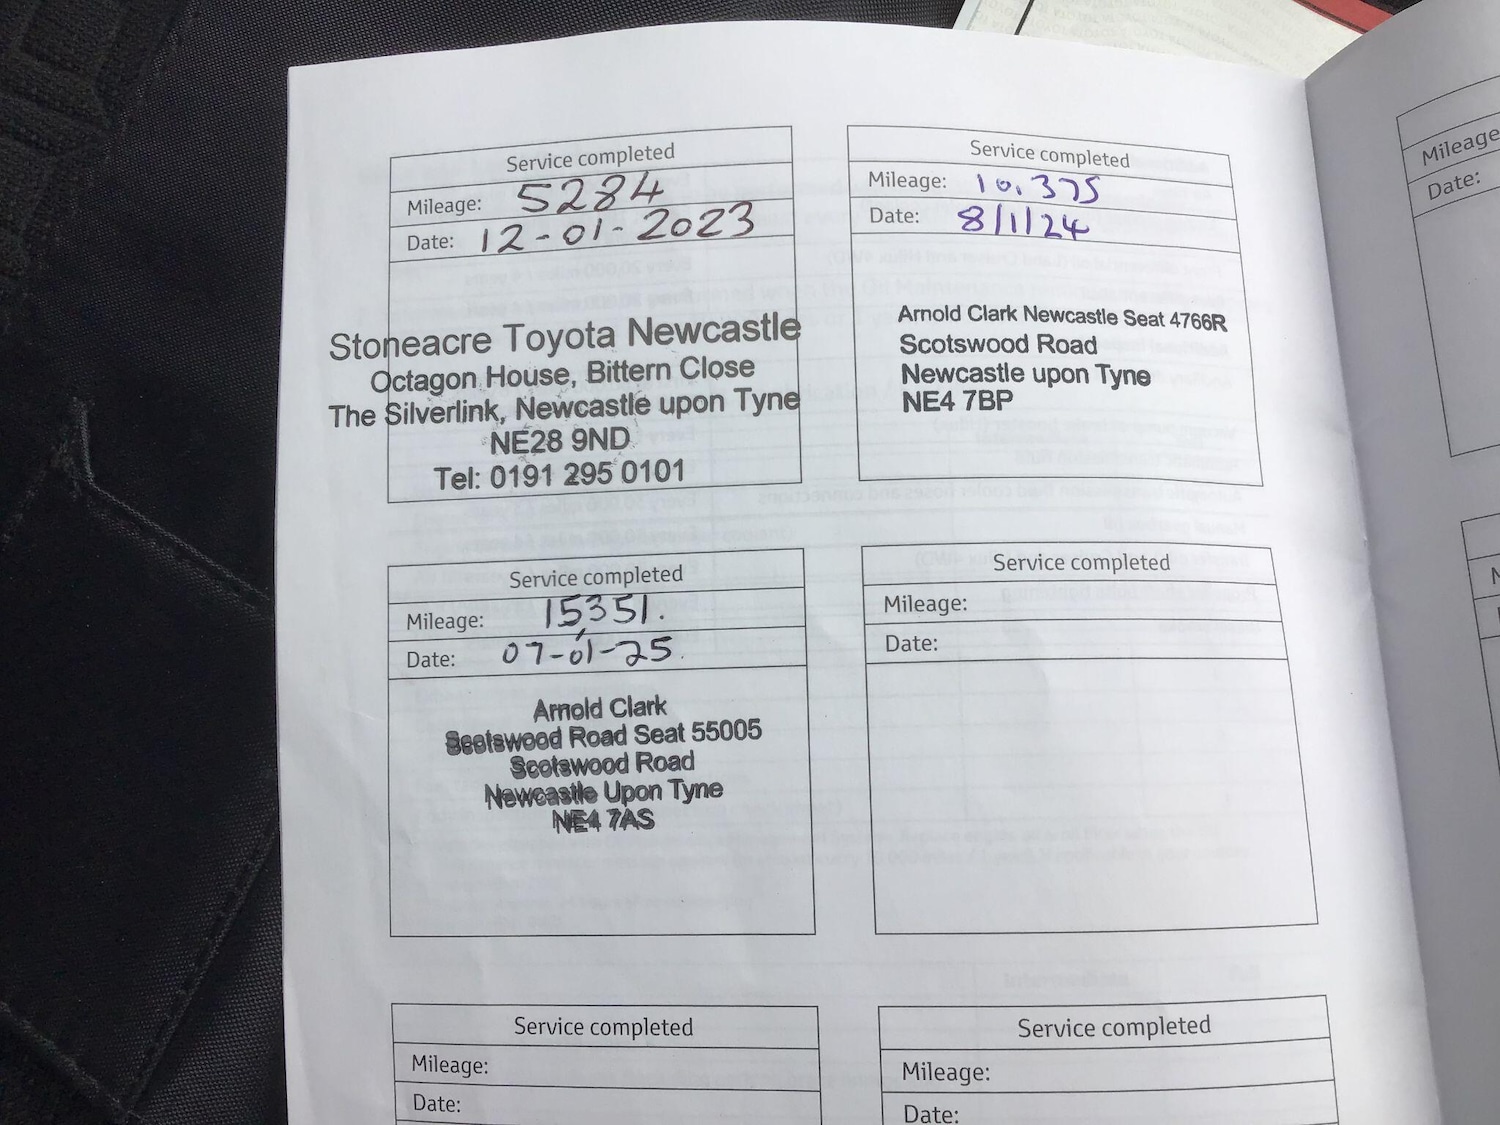 Service completed
Mileage: 5284
Date: 12-01-2023
Stoneacre Toyota Newcastle
Octagon House, Bittern Close
The Silverlink, Newcastle upon Tyne
NE28 9ND
Tel: 0191 295 0101
Service completed
Mileage: 10.375
Date: 8/1/24
Arnold Clark Newcastle Seat 4766R
Scotswood Road
Newcastle upon Tyne
NE4 7BP
Service completed
Mileage: 15351.
Date: 07-01-25
Arnold Clark
Scotswood Road Seat 55005
Scotswood Road
Newcastle Upon Tyne
NE4 7AS
Service completed
Mileage:
Date:
Service completed
Mileage:
Date:
Service completed
Mileage:
Date:
Mileage
Date: